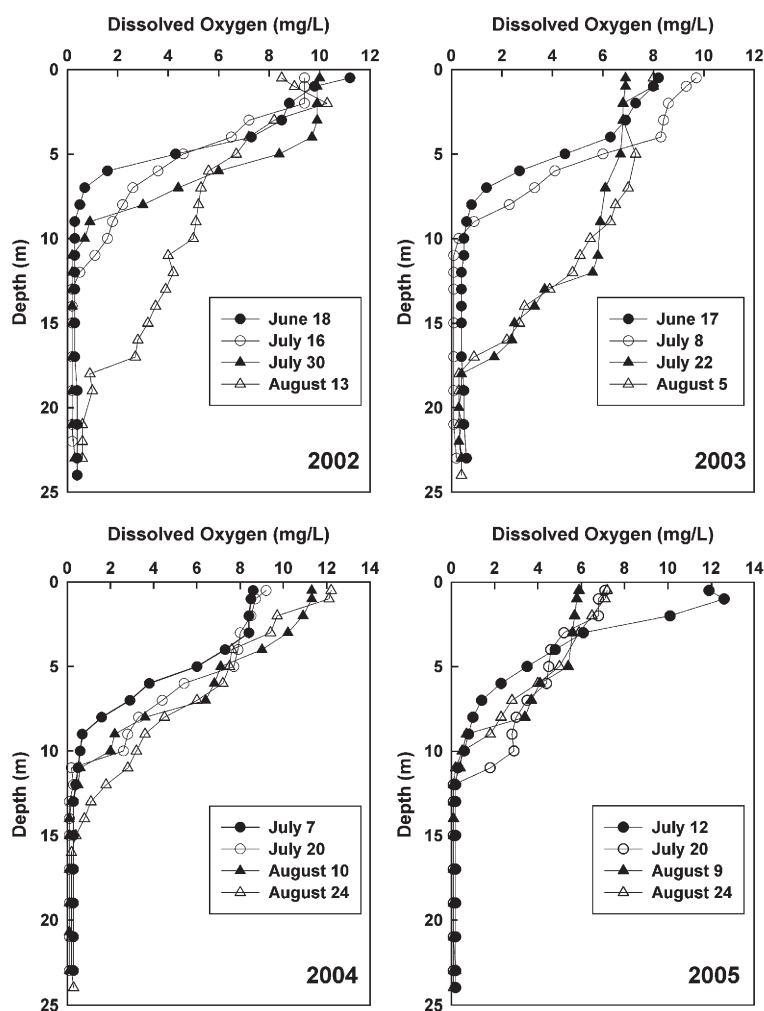 Dissolved Oxygen (mg/L)
0 2 4 6 8 10 12
0
5
10
15
20
25
Depth (m)
June 18
July 16
July 30
August 13
2002
Dissolved Oxygen (mg/L)
0 2 4 6 8 10 12
0
5
10
15
20
25
Depth (m)
June 17
July 8
July 22
August 5
2003
Dissolved Oxygen (mg/L)
0 2 4 6 8 10 12 14
0
5
10
15
20
25
Depth (m)
July 7
July 20
August 10
August 24
2004
Dissolved Oxygen (mg/L)
0 2 4 6 8 10 12 14
0
5
10
15
20
25
Depth (m)
July 12
July 20
August 9
August 24
2005